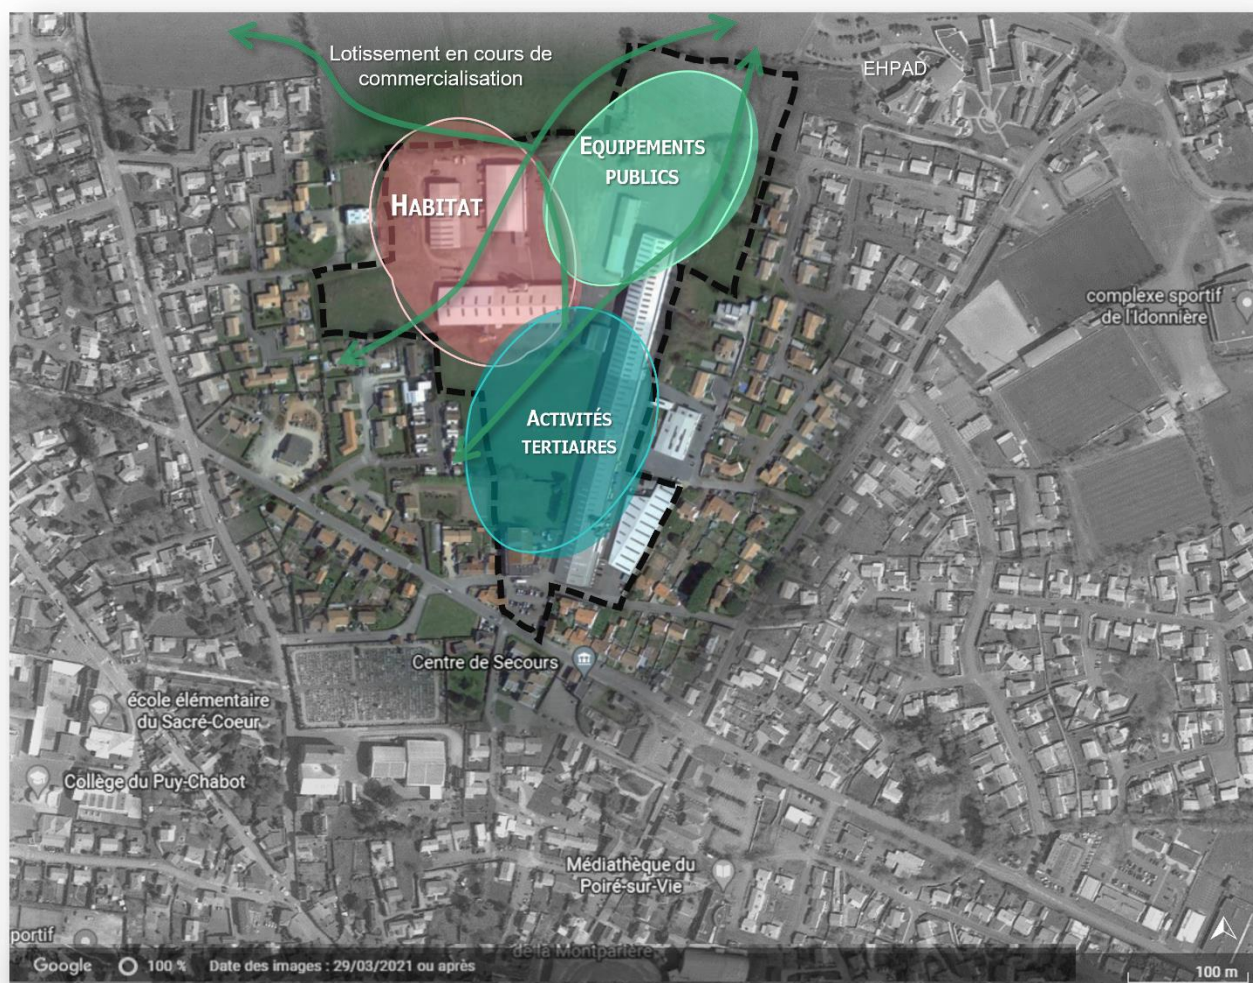 Lotissement en cours de
commercialisation
EHPAD
EQUIPEMENTS
PUBLICS
HABITAT
complexe sportif
de l'Idonnière
ACTIVITÉS
TERTIAIRES
Centre de Secours
école élémentaire
du Sacré-Coeur
Collège du Puy-Chabot
Médiathèque du
Poiré-sur-Vie
portif
de la Montparière
Google 100 % Date des images : 29/03/2021 ou après
100 m